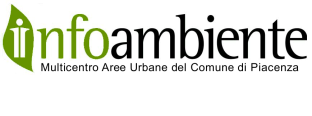 infoambiente
Multicentro Aree Urbane del Comune di Piacenza